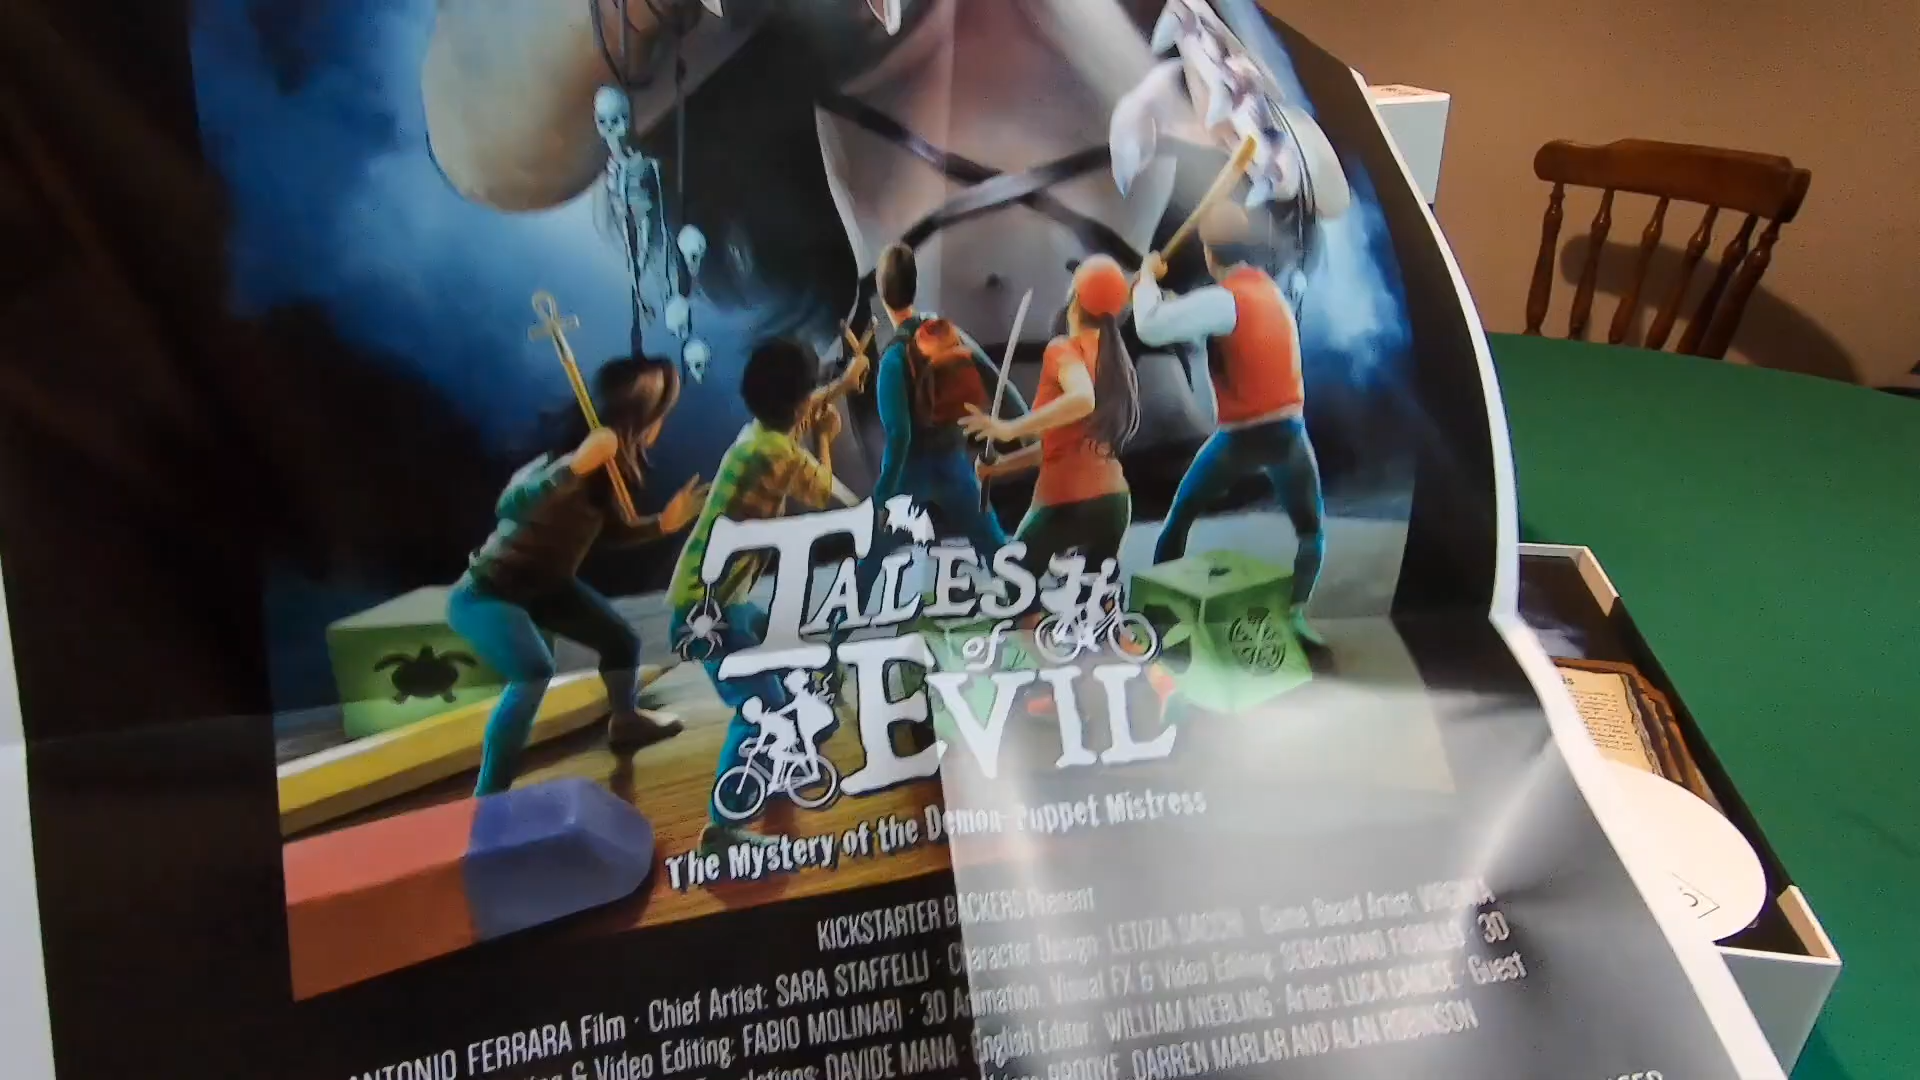 TALES
of
EVIL
The Mystery of the Demon-Puppet Mistress
KICKSTARTER BACKERS Present
ANTONIO FERRARA Film · Chief Artist: SARA STAFFELLI · Character Design: LETIZIA SACCHI · Game Board Artist:
& Video Editing: FABIO MOLINARI · 3D Animation, Visual FX & Video Editing: SEBASTIANO FIORILLO · 3D
DAVIDE MANA · English Editor: WILLIAM NIEBLING · Artist: LUCA · Guest
DARREN MARLAR AND ALAN ROBINSON